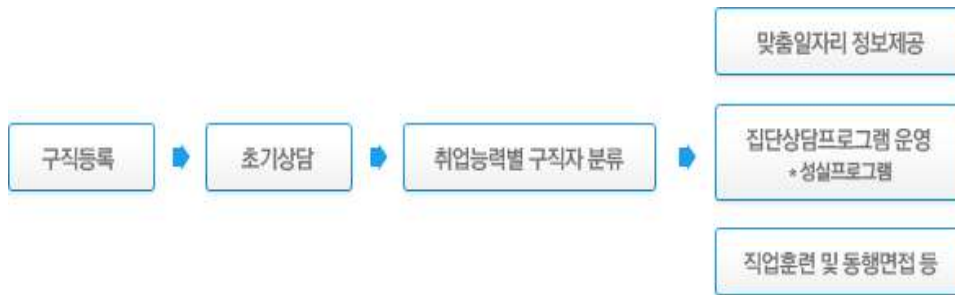 구직등록
초기상담
취업능력별 구직자 분류
맞춤일자리 정보제공
집단상담프로그램 운영
* 성실프로그램
직업훈련 및 동행면접 등